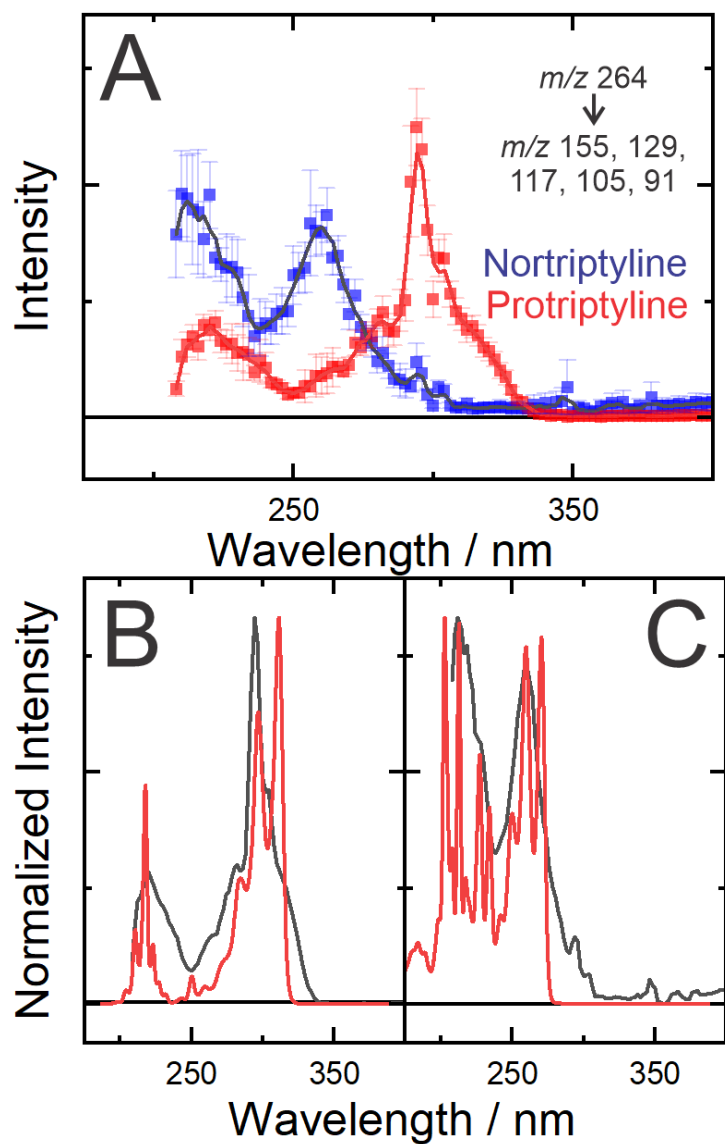 A
m/z 264
m/z 155, 129,
117, 105, 91
Nortriptyline
Protriptyline
Intensity
250
350
Wavelength / nm
B
C
Normalized Intensity
250
350
250
350
Wavelength / nm